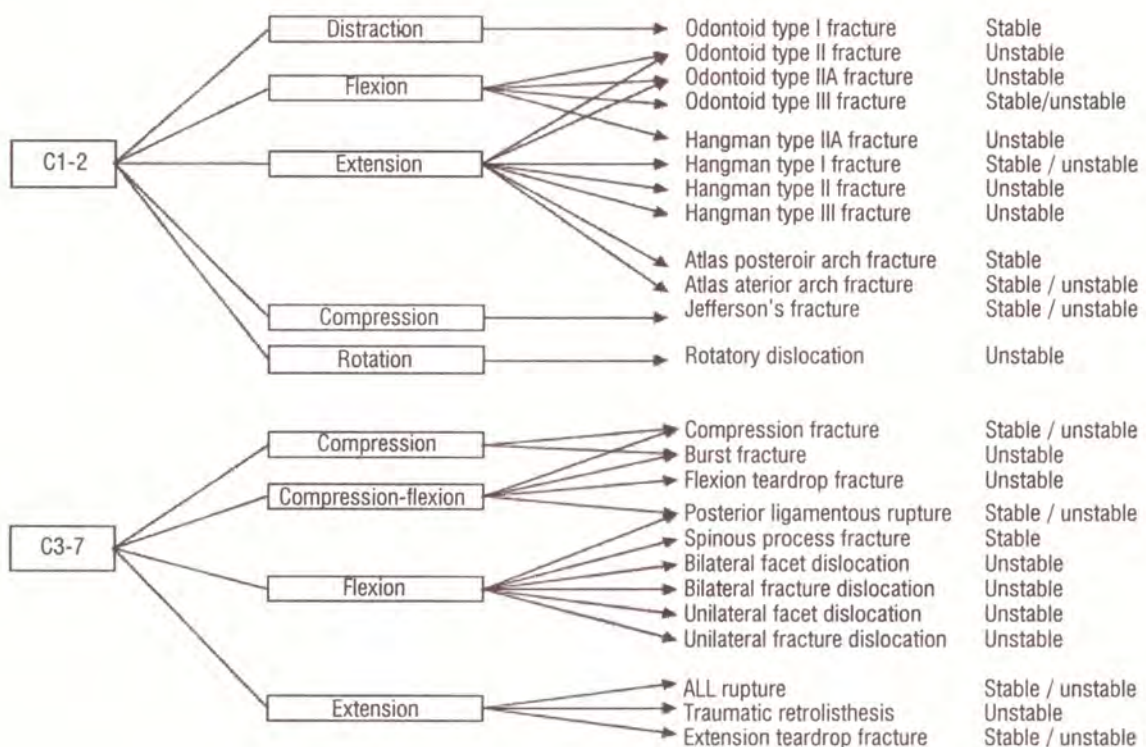 Distraction
Odontoid type I fracture Stable
Odontoid type II fracture Unstable
Flexion
Odontoid type IIA fracture Unstable
Odontoid type III fracture Stable/unstable
Hangman type IIA fracture Unstable
C1-2
Extension
Hangman type I fracture Stable / unstable
Hangman type II fracture Unstable
Hangman type III fracture Unstable
Atlas posteroir arch fracture Stable
Atlas aterior arch fracture Stable / unstable
Compression
Jefferson's fracture Stable / unstable
Rotation
Rotatory dislocation Unstable
Compression
Compression fracture Stable / unstable
Burst fracture Unstable
Compression-flexion
Flexion teardrop fracture Unstable
Posterior ligamentous rupture Stable / unstable
C3-7
Spinous process fracture Stable
Bilateral facet dislocation Unstable
Flexion
Bilateral fracture dislocation Unstable
Unilateral facet dislocation Unstable
Unilateral fracture dislocation Unstable
ALL rupture Stable / unstable
Extension
Traumatic retrolisthesis Unstable
Extension teardrop fracture Stable / unstable